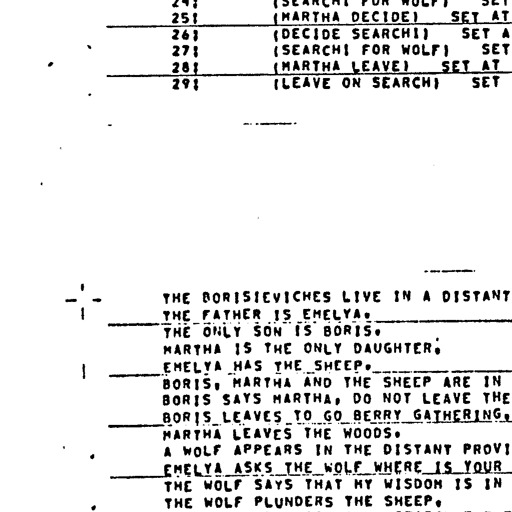 24: (SEARCH1 FOR WOLF) SET
25: (MARTHA DECIDE) SET AT
26: (DECIDE SEARCH1) SET A
27: (SEARCH1 FOR WOLF) SET
28: (MARTHA LEAVE) SET AT
29: (LEAVE ON SEARCH) SET
THE BORISIEVICHES LIVE IN A DISTANT
THE FATHER IS EMELYA.
THE ONLY SON IS BORIS.
MARTHA IS THE ONLY DAUGHTER.
EMELYA HAS THE SHEEP.
BORIS, MARTHA AND THE SHEEP ARE IN
BORIS SAYS MARTHA, DO NOT LEAVE THE
BORIS LEAVES TO GO BERRY GATHERING.
MARTHA LEAVES THE WOODS.
A WOLF APPEARS IN THE DISTANT PROVI
EMELYA ASKS THE WOLF WHERE IS YOUR
THE WOLF SAYS THAT MY WISDOM IS IN
THE WOLF PLUNDERS THE SHEEP.